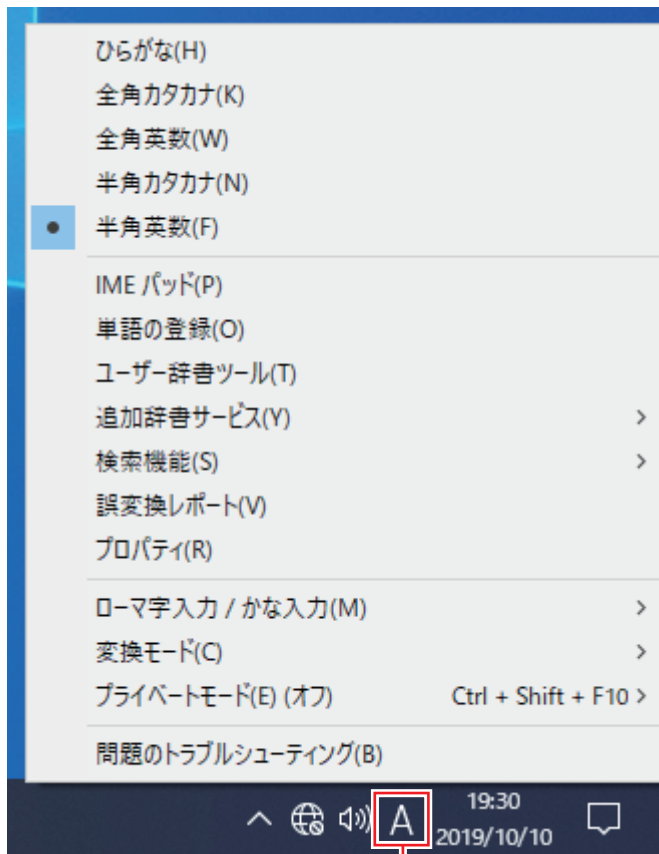 ひらがな(H)
全角カタカナ(K)
全角英数(W)
半角カタカナ(N)
半角英数(F)
IME パッド(P)
単語の登録(O)
ユーザー辞書ツール(T)
追加辞書サービス(Y)
検索機能(S)
誤変換レポート(V)
プロパティ(R)
ローマ字入力 / かな入力(M)
変換モード(C)
プライベートモード(E) (オフ) Ctrl + Shift + F10
問題のトラブルシューティング(B)
A
19:30
2019/10/10